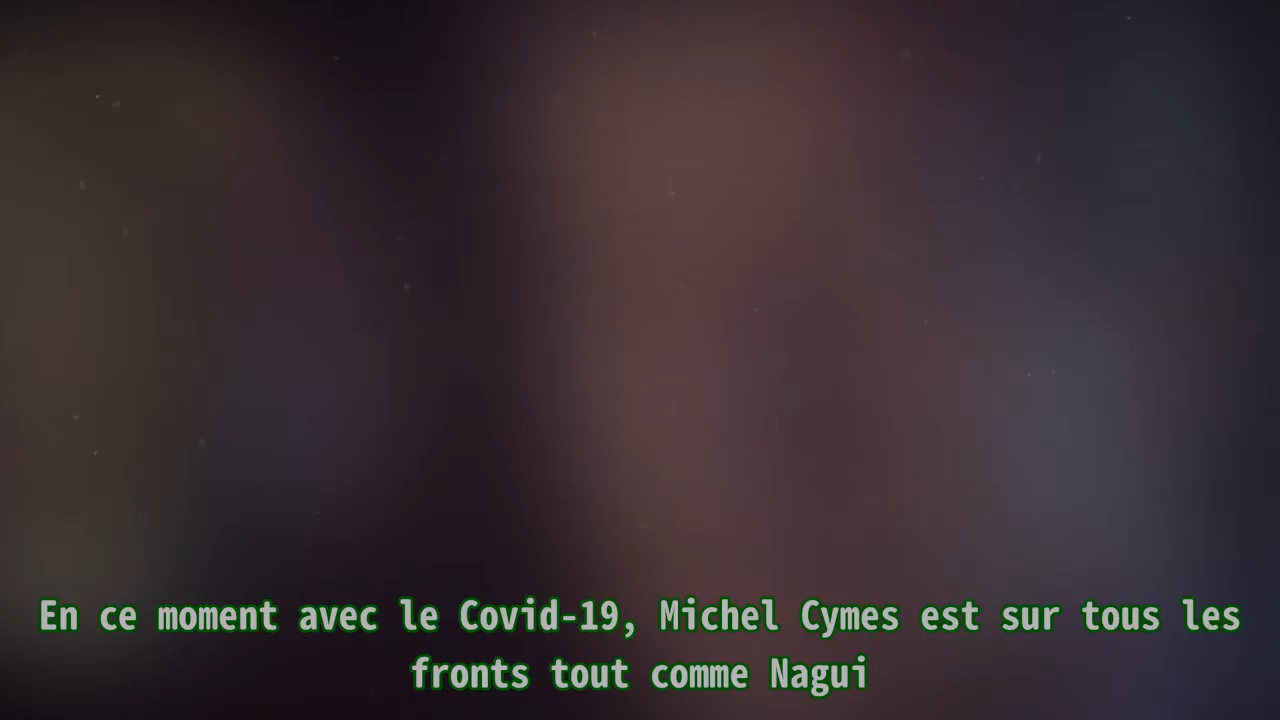 En ce moment avec le Covid-19, Michel Cymes est sur tous les
fronts tout comme Nagui